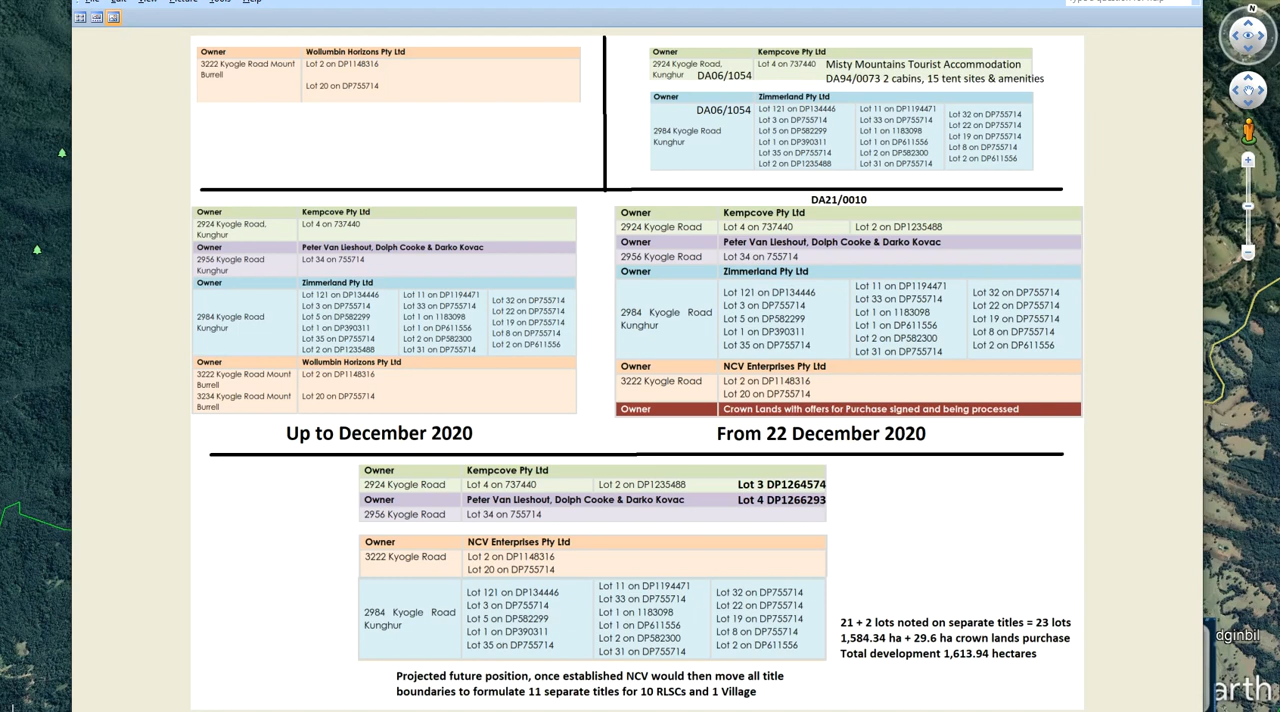 File Edit View Picture Tools Help
Type a question for help
Owner Wollumbin Horizons Pty Ltd
3222 Kyogle Road Mount Burrell Lot 2 on DP1148316
Lot 20 on DP755714
Owner Kempcove Pty Ltd
2924 Kyogle Road, Kunghur DA06/1054 Lot 4 on 737440 Misty Mountains Tourist Accommodation
DA94/0073 2 cabins, 15 tent sites & amenities
Owner Zimmerland Pty Ltd
DA06/1054
2984 Kyogle Road Kunghur
Lot 121 on DP134446 Lot 11 on DP1194471 Lot 32 on DP755714
Lot 3 on DP755714 Lot 33 on DP755714 Lot 22 on DP755714
Lot 5 on DP582299 Lot 1 on 1183098 Lot 19 on DP755714
Lot 1 on DP390311 Lot 1 on DP611556 Lot 8 on DP755714
Lot 35 on DP755714 Lot 2 on DP582300 Lot 2 on DP611556
Lot 2 on DP1235488 Lot 31 on DP755714
Owner Kempcove Pty Ltd
2924 Kyogle Road, Kunghur Lot 4 on 737440
Owner Peter Van Lieshout, Dolph Cooke & Darko Kovac
2956 Kyogle Road Kunghur Lot 34 on 755714
Owner Zimmerland Pty Ltd
2984 Kyogle Road Kunghur
Lot 121 on DP134446 Lot 11 on DP1194471 Lot 32 on DP755714
Lot 3 on DP755714 Lot 33 on DP755714 Lot 22 on DP755714
Lot 5 on DP582299 Lot 1 on 1183098 Lot 19 on DP755714
Lot 1 on DP390311 Lot 1 on DP611556 Lot 8 on DP755714
Lot 35 on DP755714 Lot 2 on DP582300 Lot 2 on DP611556
Lot 2 on DP1235488 Lot 31 on DP755714
Owner Wollumbin Horizons Pty Ltd
3222 Kyogle Road Mount Burrell Lot 2 on DP1148316
3234 Kyogle Road Mount Burrell Lot 20 on DP755714
Up to December 2020
DA21/0010
Owner Kempcove Pty Ltd
2924 Kyogle Road Lot 4 on 737440 Lot 2 on DP1235488
Owner Peter Van Lieshout, Dolph Cooke & Darko Kovac
2956 Kyogle Road Lot 34 on 755714
Owner Zimmerland Pty Ltd
2984 Kyogle Road Kunghur
Lot 121 on DP134446 Lot 11 on DP1194471 Lot 32 on DP755714
Lot 3 on DP755714 Lot 33 on DP755714 Lot 22 on DP755714
Lot 5 on DP582299 Lot 1 on 1183098 Lot 19 on DP755714
Lot 1 on DP390311 Lot 1 on DP611556 Lot 8 on DP755714
Lot 35 on DP755714 Lot 2 on DP582300 Lot 2 on DP611556
Lot 31 on DP755714
Owner NCV Enterprises Pty Ltd
3222 Kyogle Road Lot 2 on DP1148316
Lot 20 on DP755714
Owner Crown Lands with offers for Purchase signed and being processed
From 22 December 2020
Owner Kempcove Pty Ltd
2924 Kyogle Road Lot 4 on 737440 Lot 2 on DP1235488 Lot 3 DP1264574
Owner Peter Van Lieshout, Dolph Cooke & Darko Kovac Lot 4 DP1266293
2956 Kyogle Road Lot 34 on 755714
Owner NCV Enterprises Pty Ltd
3222 Kyogle Road Lot 2 on DP1148316
Lot 20 on DP755714
2984 Kyogle Road Kunghur
Lot 121 on DP134446 Lot 11 on DP1194471 Lot 32 on DP755714
Lot 3 on DP755714 Lot 33 on DP755714 Lot 22 on DP755714
Lot 5 on DP582299 Lot 1 on 1183098 Lot 19 on DP755714
Lot 1 on DP390311 Lot 1 on DP611556 Lot 8 on DP755714
Lot 35 on DP755714 Lot 2 on DP582300 Lot 2 on DP611556
Lot 31 on DP755714
21 + 2 lots noted on separate titles = 23 lots
1,584.34 ha + 29.6 ha crown lands purchase
Total development 1,613.94 hectares
Projected future position, once established NCV would then move all title
boundaries to formulate 11 separate titles for 10 RLSCs and 1 Village
N
dginbil
arth